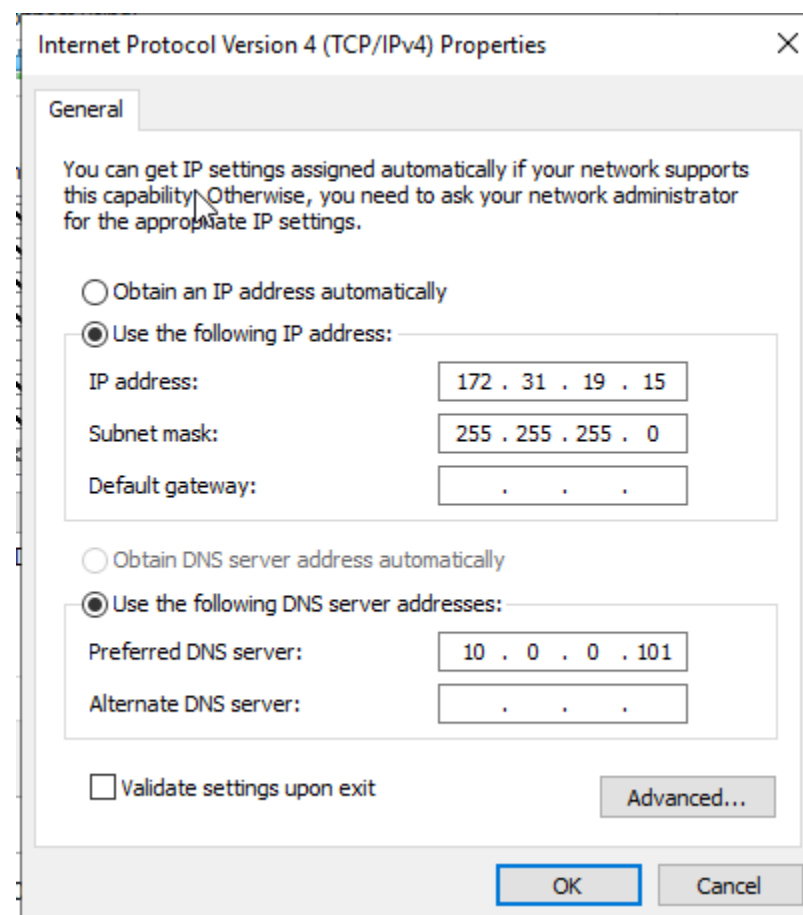 Internet Protocol Version 4 (TCP/IPv4) Properties
General
You can get IP settings assigned automatically if your network supports
this capability. Otherwise, you need to ask your network administrator
for the appropriate IP settings.
Obtain an IP address automatically
Use the following IP address:
IP address: 172 . 31 . 19 . 15
Subnet mask: 255 . 255 . 255 . 0
Default gateway: . . .
Obtain DNS server address automatically
Use the following DNS server addresses:
Preferred DNS server: 10 . 0 . 0 . 101
Alternate DNS server: . . .
Validate settings upon exit
Advanced...
OK Cancel